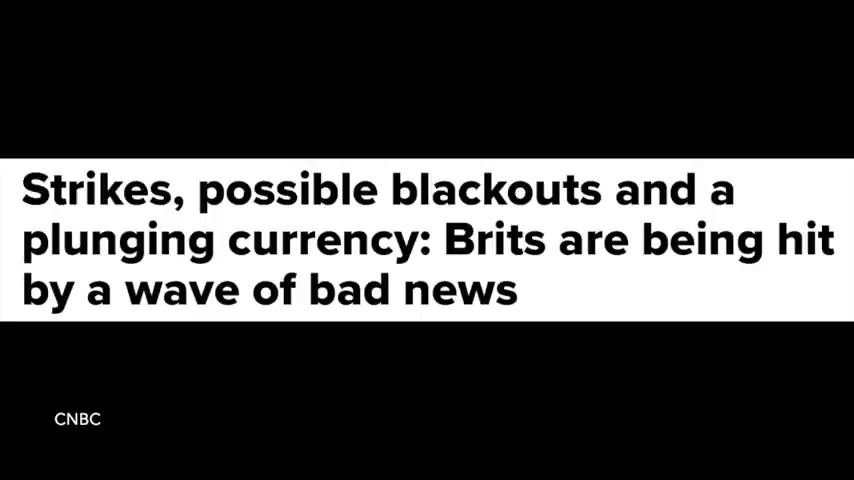 Strikes, possible blackouts and a
plunging currency: Brits are being hit
by a wave of bad news
CNBC